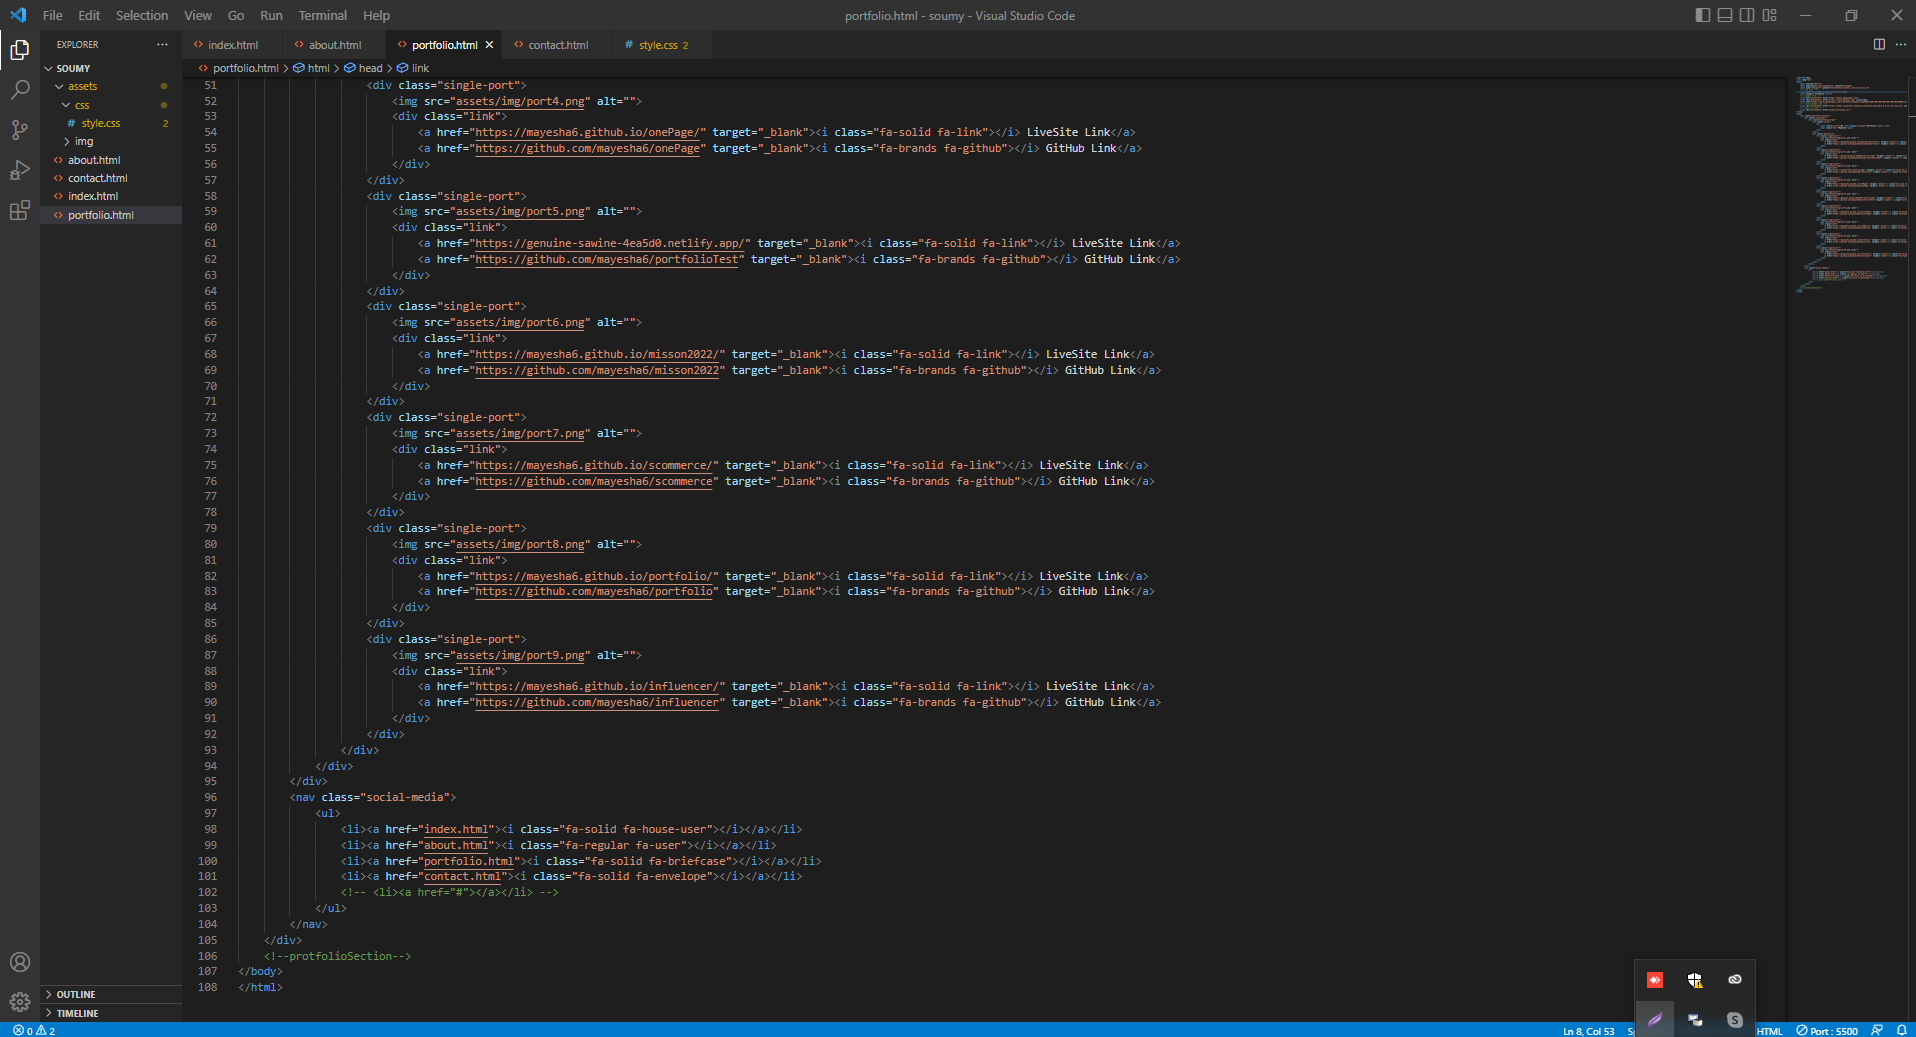 File Edit Selection View Go Run Terminal Help
portfolio.html - soumy - Visual Studio Code
EXPLORER
SOUMY
assets
css
# style.css 2
img
<> about.html
<> contact.html
<> index.html
<> portfolio.html
OUTLINE
TIMELINE
<> index.html <> about.html <> portfolio.html <> contact.html # style.css 2
<> portfolio.html > html > head > link
51 <div class="single-port">
52 <img src="assets/img/port4.png" alt="">
53 <div class="link">
54 <a href="https://mayesha6.github.io/onePage/" target="_blank"><i class="fa-solid fa-link"></i> LiveSite Link</a>
55 <a href="https://github.com/mayesha6/onePage" target="_blank"><i class="fa-brands fa-github"></i> GitHub Link</a>
56 </div>
57 </div>
58 <div class="single-port">
59 <img src="assets/img/port5.png" alt="">
60 <div class="link">
61 <a href="https://genuine-sawine-4ea5d0.netlify.app/" target="_blank"><i class="fa-solid fa-link"></i> LiveSite Link</a>
62 <a href="https://github.com/mayesha6/portfolioTest" target="_blank"><i class="fa-brands fa-github"></i> GitHub Link</a>
63 </div>
64 </div>
65 <div class="single-port">
66 <img src="assets/img/port6.png" alt="">
67 <div class="link">
68 <a href="https://mayesha6.github.io/misson2022/" target="_blank"><i class="fa-solid fa-link"></i> LiveSite Link</a>
69 <a href="https://github.com/mayesha6/misson2022" target="_blank"><i class="fa-brands fa-github"></i> GitHub Link</a>
70 </div>
71 </div>
72 <div class="single-port">
73 <img src="assets/img/port7.png" alt="">
74 <div class="link">
75 <a href="https://mayesha6.github.io/scommerce/" target="_blank"><i class="fa-solid fa-link"></i> LiveSite Link</a>
76 <a href="https://github.com/mayesha6/scommerce" target="_blank"><i class="fa-brands fa-github"></i> GitHub Link</a>
77 </div>
78 </div>
79 <div class="single-port">
80 <img src="assets/img/port8.png" alt="">
81 <div class="link">
82 <a href="https://mayesha6.github.io/portfolio/" target="_blank"><i class="fa-solid fa-link"></i> LiveSite Link</a>
83 <a href="https://github.com/mayesha6/portfolio" target="_blank"><i class="fa-brands fa-github"></i> GitHub Link</a>
84 </div>
85 </div>
86 <div class="single-port">
87 <img src="assets/img/port9.png" alt="">
88 <div class="link">
89 <a href="https://mayesha6.github.io/influencer/" target="_blank"><i class="fa-solid fa-link"></i> LiveSite Link</a>
90 <a href="https://github.com/mayesha6/influencer" target="_blank"><i class="fa-brands fa-github"></i> GitHub Link</a>
91 </div>
92 </div>
93 </div>
94 </div>
95 </div>
96 <nav class="social-media">
97 <ul>
98 <li><a href="index.html"><i class="fa-solid fa-house-user"></i></a></li>
99 <li><a href="about.html"><i class="fa-regular fa-user"></i></a></li>
100 <li><a href="portfolio.html"><i class="fa-solid fa-briefcase"></i></a></li>
101 <li><a href="contact.html"><i class="fa-solid fa-envelope"></i></a></li>
102 <!-- <li><a href="#"></a></li> -->
103 </ul>
104 </nav>
105 </div>
106 <!--protfolioSection-->
107 </body>
108 </html>
0 2
Ln 8, Col 53 HTML Port : 5500